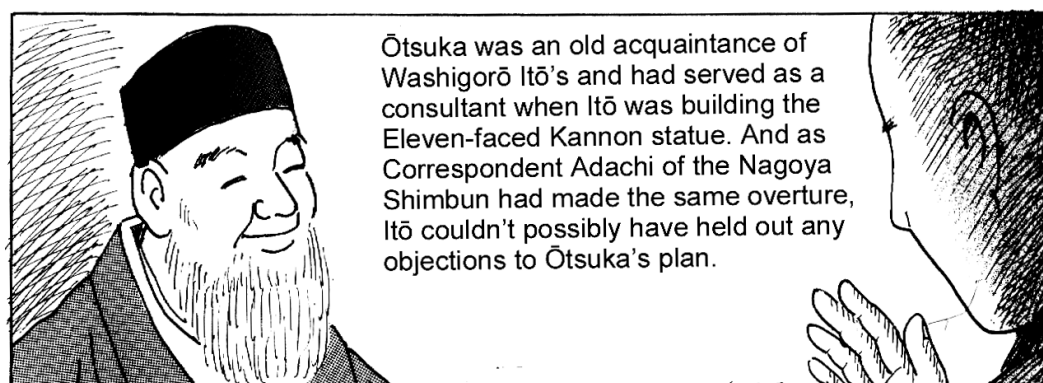 Ōtsuka was an old acquaintance of
Washigorō Itō’s and had served as a
consultant when Itō was building the
Eleven-faced Kannon statue. And as
Correspondent Adachi of the Nagoya
Shimbun had made the same overture,
Itō couldn’t possibly have held out any
objections to Ōtsuka’s plan.